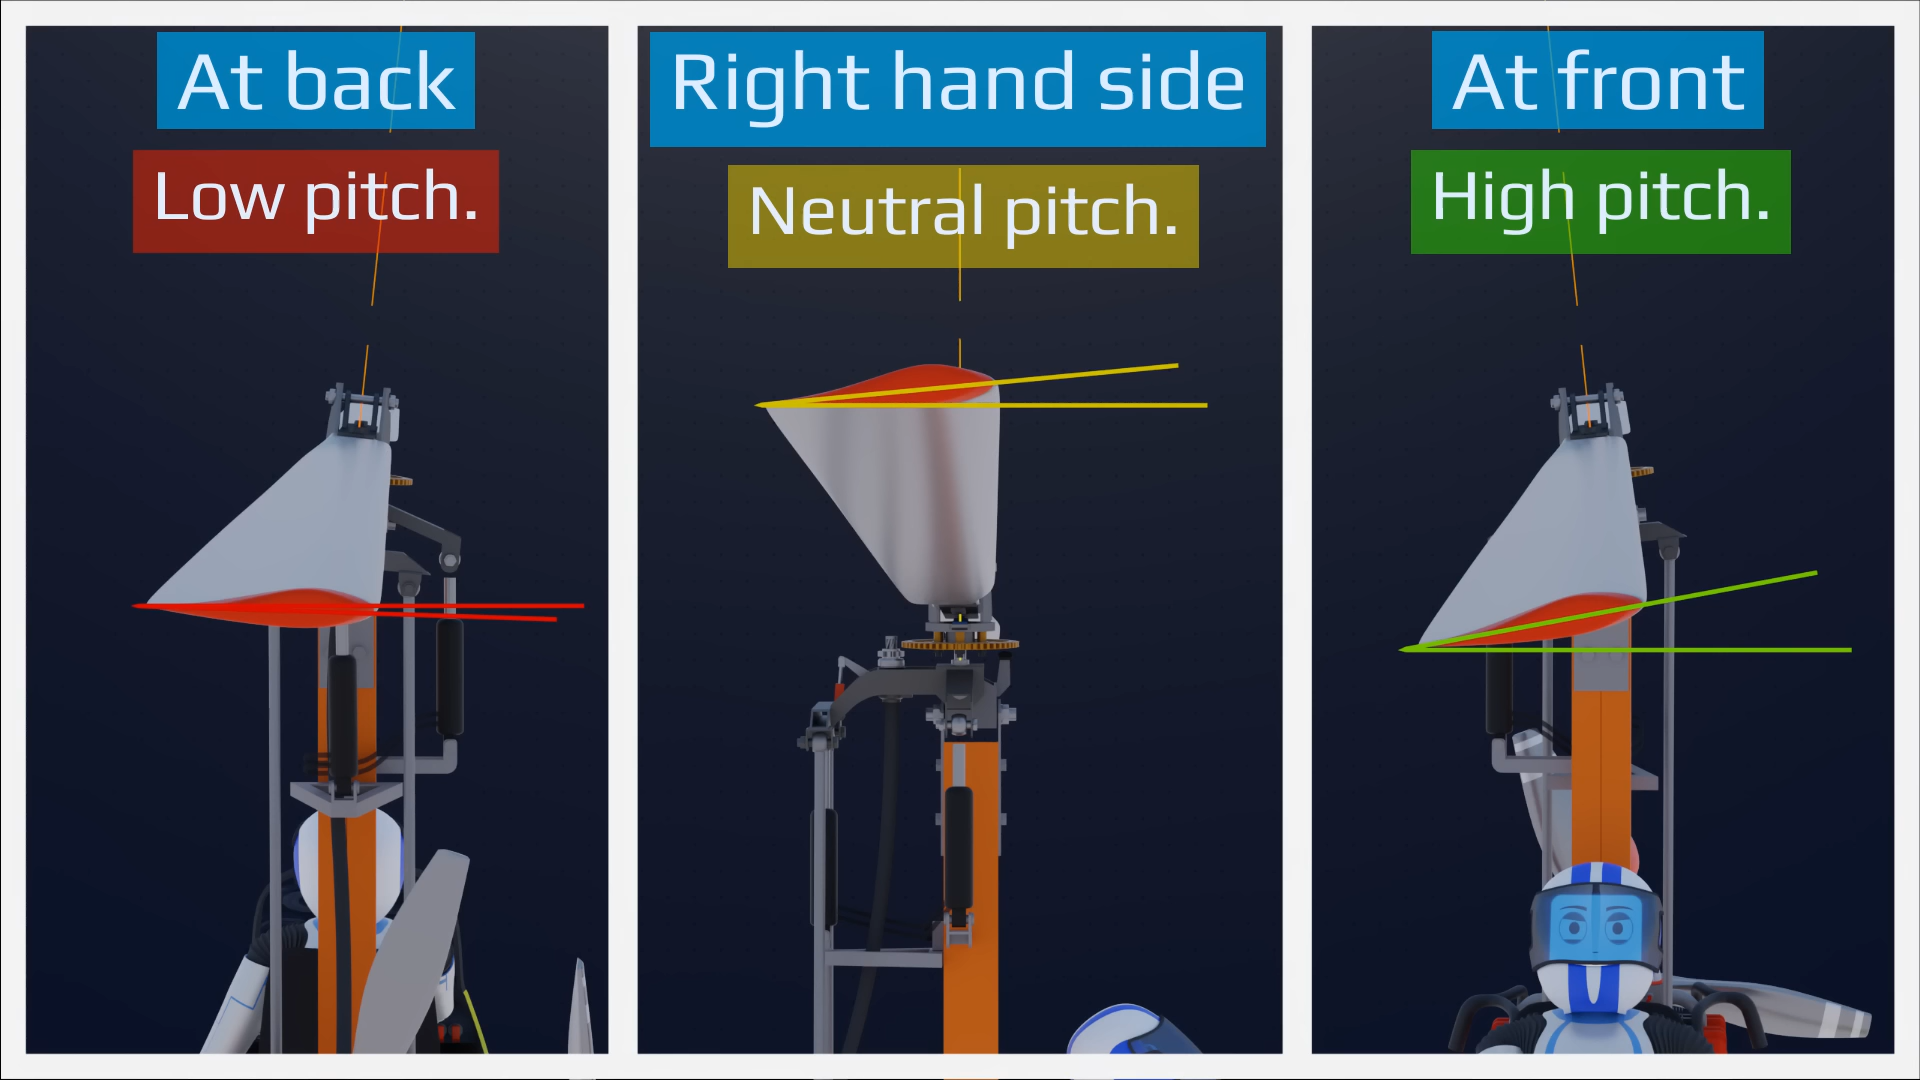 At back
Low pitch.
Right hand side
Neutral pitch.
At front
High pitch.